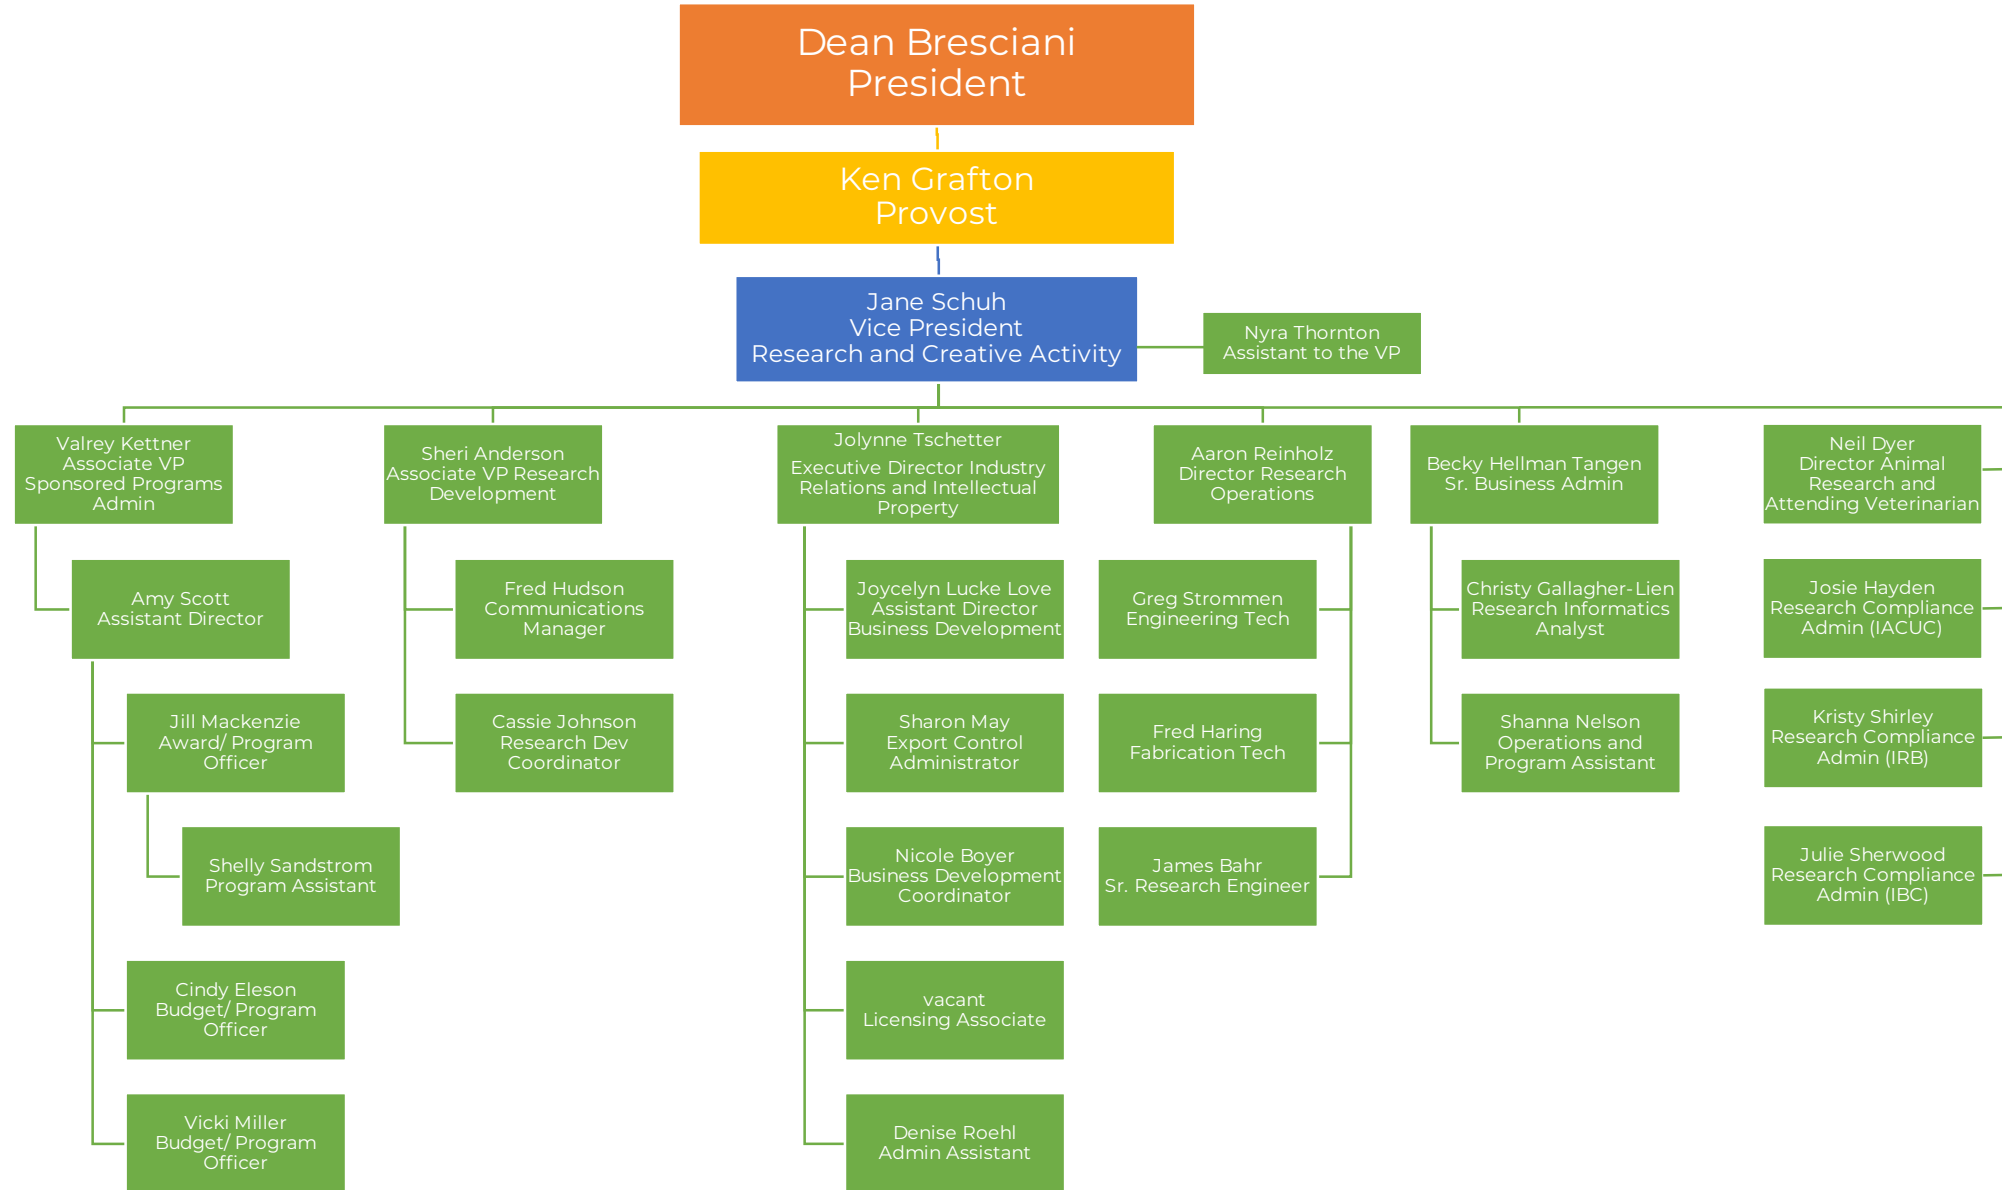 Dean Bresciani
President
Ken Grafton
Provost
Jane Schuh
Vice President
Research and Creative Activity
Nyra Thornton
Assistant to the VP
Valrey Kettner
Associate VP
Sponsored Programs
Admin
Amy Scott
Assistant Director
Jill Mackenzie
Award/ Program
Officer
Shelly Sandstrom
Program Assistant
Cindy Eleson
Budget/ Program
Officer
Vicki Miller
Budget/ Program
Officer
Sheri Anderson
Associate VP Research
Development
Fred Hudson
Communications
Manager
Cassie Johnson
Research Dev
Coordinator
Jolynne Tschetter
Executive Director Industry
Relations and Intellectual
Property
Joycelyn Lucke Love
Assistant Director
Business Development
Sharon May
Export Control
Administrator
Nicole Boyer
Business Development
Coordinator
vacant
Licensing Associate
Denise Roehl
Admin Assistant
Aaron Reinholz
Director Research
Operations
Greg Strommen
Engineering Tech
Fred Haring
Fabrication Tech
James Bahr
Sr. Research Engineer
Becky Hellman Tangen
Sr. Business Admin
Christy Gallagher-Lien
Research Informatics
Analyst
Shanna Nelson
Operations and
Program Assistant
Neil Dyer
Director Animal
Research and
Attending Veterinarian
Josie Hayden
Research Compliance
Admin (IACUC)
Kristy Shirley
Research Compliance
Admin (IRB)
Julie Sherwood
Research Compliance
Admin (IBC)